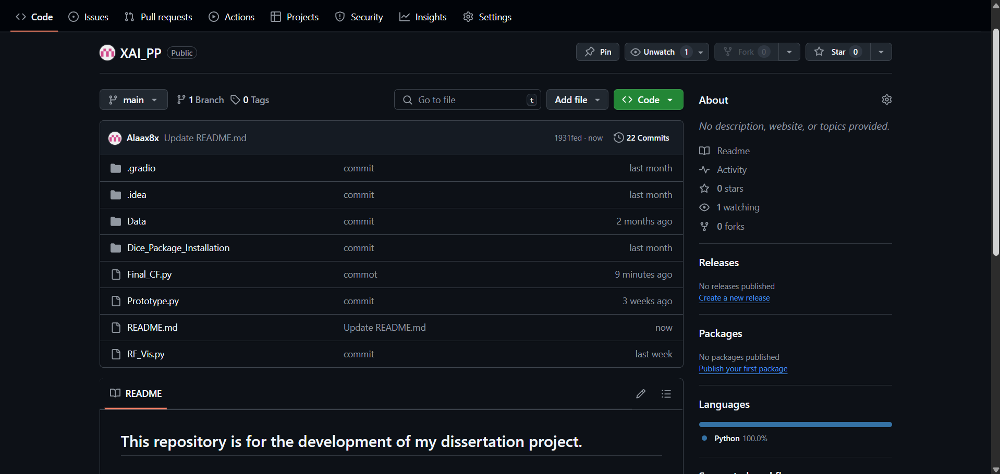 Code Issues Pull requests Actions Projects Security Insights Settings
XAI_PP Public Pin Unwatch 1 Fork 0 Star 0
main 1 Branch 0 Tags Go to file t Add file Code
Alaax8x Update README.md 1931fed · now 22 Commits
.gradio commit last month
.idea commit last month
Data commit 2 months ago
Dice_Package_Installation commit last month
Final_CF.py commot 9 minutes ago
Prototype.py commit 3 weeks ago
README.md Update README.md now
RF_Vis.py commit last week
README
This repository is for the development of my dissertation project.
About
No description, website, or topics provided.
Readme
Activity
0 stars
1 watching
0 forks
Releases
No releases published
Create a new release
Packages
No packages published
Publish your first package
Languages
Python 100.0%